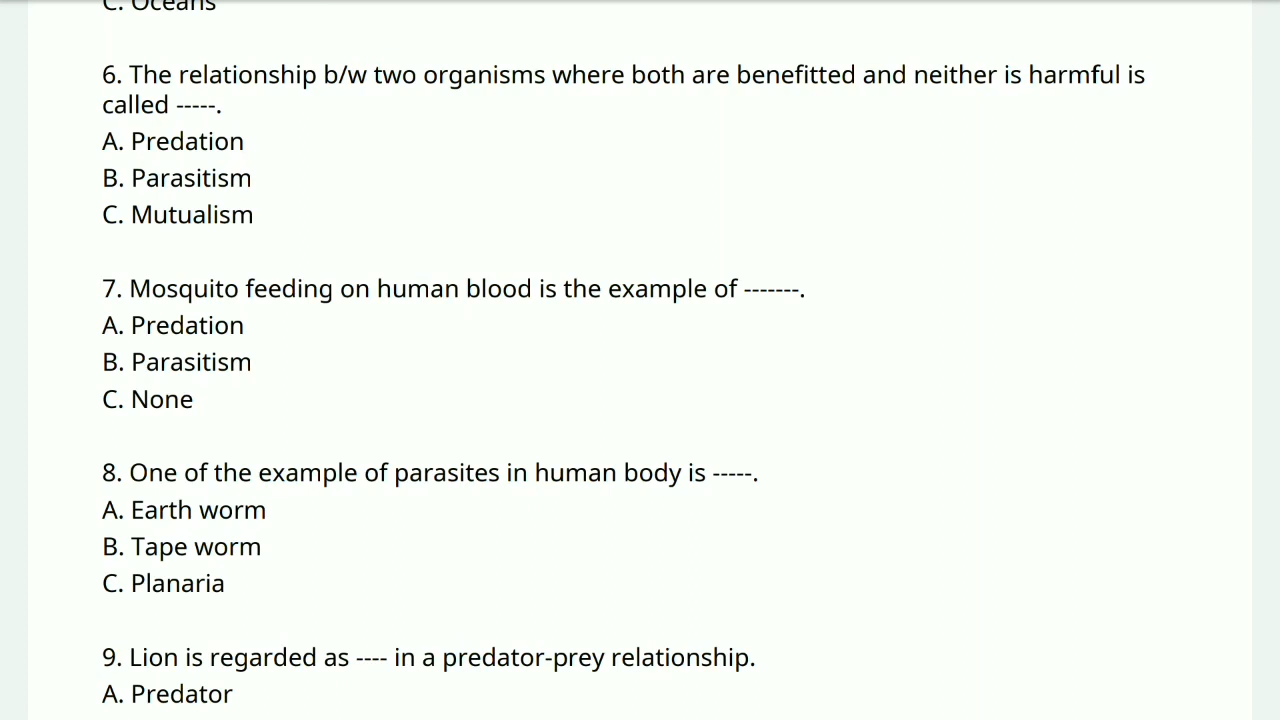 C. Oceans
6. The relationship b/w two organisms where both are benefitted and neither is harmful is
called -----.
A. Predation
B. Parasitism
C. Mutualism
7. Mosquito feeding on human blood is the example of -------.
A. Predation
B. Parasitism
C. None
8. One of the example of parasites in human body is -----.
A. Earth worm
B. Tape worm
C. Planaria
9. Lion is regarded as ---- in a predator-prey relationship.
A. Predator